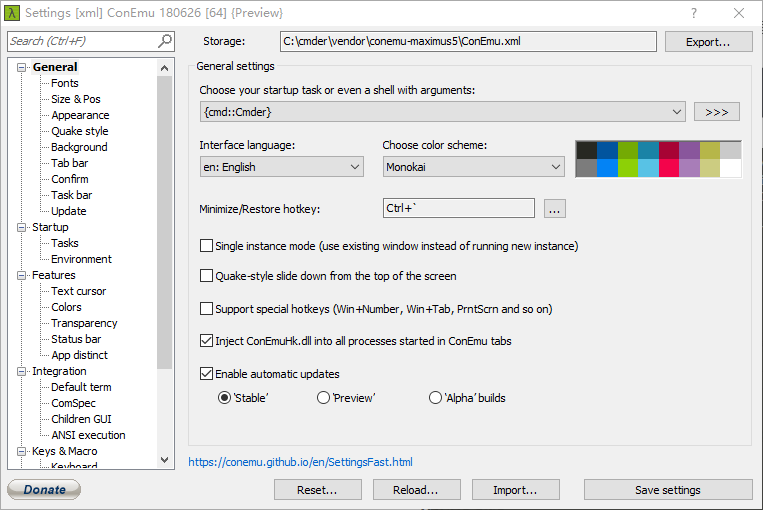 λ Settings [xml] ConEmu 180626 [64] {Preview}
?
Search (Ctrl+F)
Storage:
C:\cmder\vendor\conemu-maximus5\ConEmu.xml
Export...
General
Fonts
Size & Pos
Appearance
Quake style
Background
Tab bar
Confirm
Task bar
Update
Startup
Tasks
Environment
Features
Text cursor
Colors
Transparency
Status bar
App distinct
Integration
Default term
ComSpec
Children GUI
ANSI execution
Keys & Macro
Keyboard
General settings
Choose your startup task or even a shell with arguments:
{cmd::Cmder}
>>>
Interface language:
Choose color scheme:
en: English
Monokai
Minimize/Restore hotkey:
Ctrl+`
...
Single instance mode (use existing window instead of running new instance)
Quake-style slide down from the top of the screen
Support special hotkeys (Win+Number, Win+Tab, PrntScrn and so on)
Inject ConEmuHk.dll into all processes started in ConEmu tabs
Enable automatic updates
‘Stable’
‘Preview’
‘Alpha’ builds
https://conemu.github.io/en/SettingsFast.html
Donate
Reset...
Reload...
Import...
Save settings